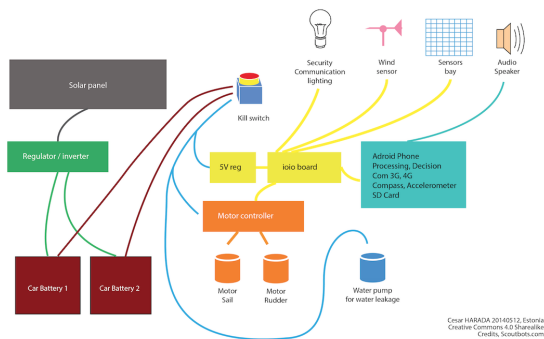 Security
Communication
lighting
Wind
sensor
Sensors
bay
Audio
Speaker
Solar panel
Kill switch
Regulator / inverter
5V reg
ioio board
Adroid Phone
Processing, Decision
Com 3G, 4G
Compass, Accelerometer
SD Card
Motor controller
Car Battery 1
Car Battery 2
Motor
Sail
Motor
Rudder
Water pump
for water leakage
Cesar HARADA 20140512, Estonia
Creative Commons 4.0 Sharealike
Credits, Scoutbots.com